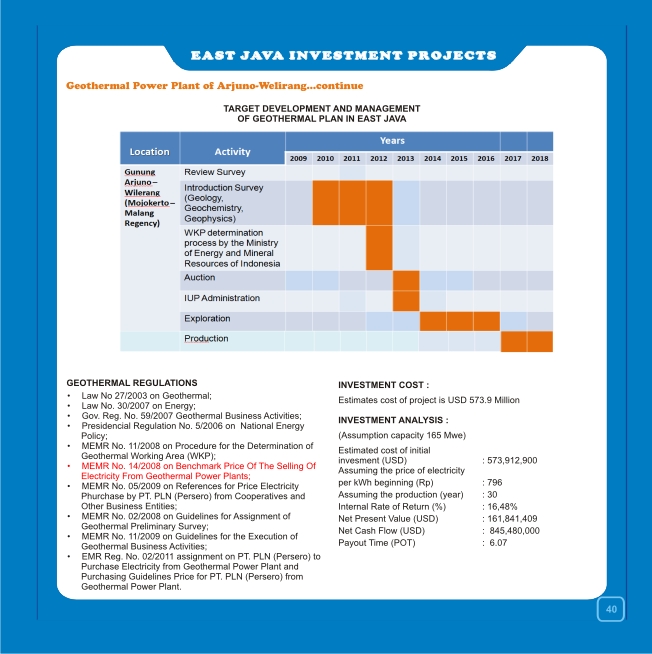 EAST JAVA INVESTMENT PROJECTS
Geothermal Power Plant of Arjuno-Welirang...continue
TARGET DEVELOPMENT AND MANAGEMENT
OF GEOTHERMAL PLAN IN EAST JAVA
Location
Activity
Years
2009 2010 2011 2012 2013 2014 2015 2016 2017 2018
Gunung
Arjuno–
Wilerang
(Mojokerto–
Malang
Regency)
Review Survey
Introduction Survey
(Geology,
Geochemistry,
Geophysics)
WKP determination
process by the Ministry
of Energy and Mineral
Resources of Indonesia
Auction
IUP Administration
Exploration
Production
GEOTHERMAL REGULATIONS
• Law No 27/2003 on Geothermal;
• Law No. 30/2007 on Energy;
• Gov. Reg. No. 59/2007 Geothermal Business Activities;
• Presidencial Regulation No. 5/2006 on National Energy
Policy;
• MEMR No. 11/2008 on Procedure for the Determination of
Geothermal Working Area (WKP);
• MEMR No. 14/2008 on Benchmark Price Of The Selling Of
Electricity From Geothermal Power Plants;
• MEMR No. 05/2009 on References for Price Electricity
Phurchase by PT. PLN (Persero) from Cooperatives and
Other Business Entities;
• MEMR No. 02/2008 on Guidelines for Assignment of
Geothermal Preliminary Survey;
• MEMR No. 11/2009 on Guidelines for the Execution of
Geothermal Business Activities;
• EMR Reg. No. 02/2011 assignment on PT. PLN (Persero) to
Purchase Electricity from Geothermal Power Plant and
Purchasing Guidelines Price for PT. PLN (Persero) from
Geothermal Power Plant.
INVESTMENT COST :
Estimates cost of project is USD 573.9 Million
INVESTMENT ANALYSIS :
(Assumption capacity 165 Mwe)
Estimated cost of initial
invesment (USD) : 573,912,900
Assuming the price of electricity
per kWh beginning (Rp) : 796
Assuming the production (year) : 30
Internal Rate of Return (%) : 16,48%
Net Present Value (USD) : 161,841,409
Net Cash Flow (USD) : 845,480,000
Payout Time (POT) : 6.07
40